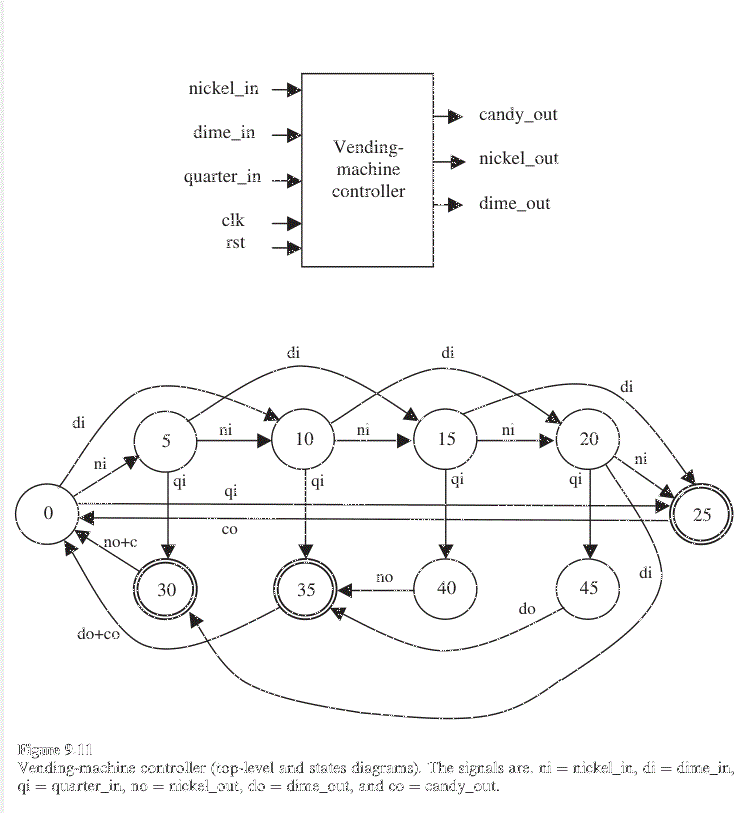 nickel_in
dime_in
quarter_in
clk
rst
Vending-
machine
controller
candy_out
nickel_out
dime_out
di
di
di
di
ni
5
ni
10
ni
15
ni
20
ni
qi
qi
qi
qi
qi
0
25
co
no+c
30
35
no
40
45
di
do
do+co
Figure 9-11
Vending-machine controller (top-level and states diagrams). The signals are. ni = nickel_in, di = dime_in,
qi = quarter_in, no = nickel_out, do = dime_out, and co = candy_out.